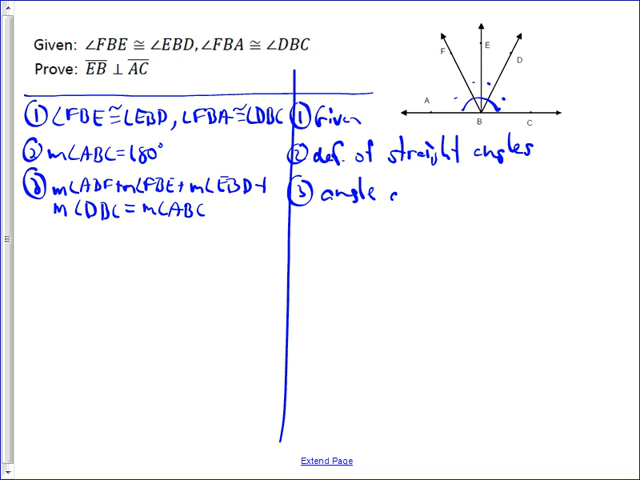 Given: ∠FBE ≅ ∠EBD, ∠FBA ≅ ∠DBC
Prove: EB ⊥ AC
① ∠FBE ≅ ∠EBD, ∠FBA ≅ ∠DBC ① Given
② m∠ABC = 180° ② def. of straight angles
③ m∠ABF + m∠FBE + m∠EBD + ③ angle
m∠DBC = m∠ABC
F
E
D
A
B
C
Extend Page